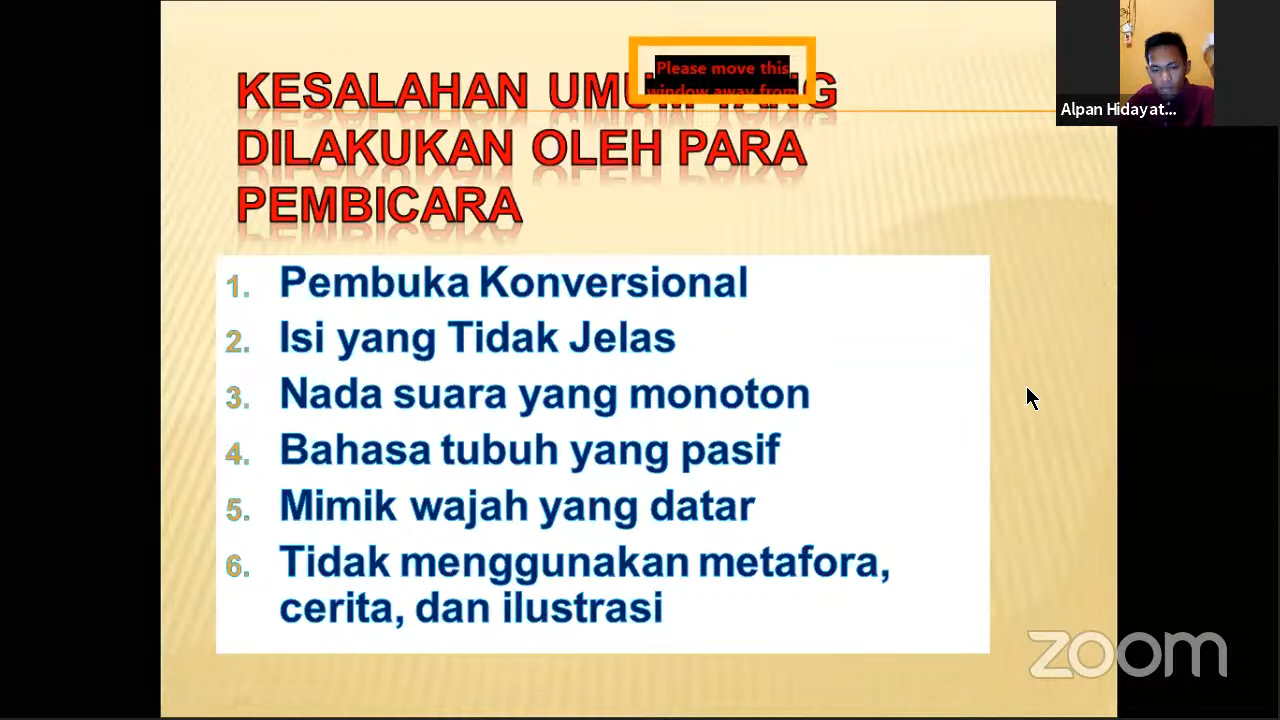 Please move this
window away from
KESALAHAN UMUM YANG
DILAKUKAN OLEH PARA
PEMBICARA
Alpan Hidayat...
1. Pembuka Konversional
2. Isi yang Tidak Jelas
3. Nada suara yang monoton
4. Bahasa tubuh yang pasif
5. Mimik wajah yang datar
6. Tidak menggunakan metafora,
cerita, dan ilustrasi
zoom